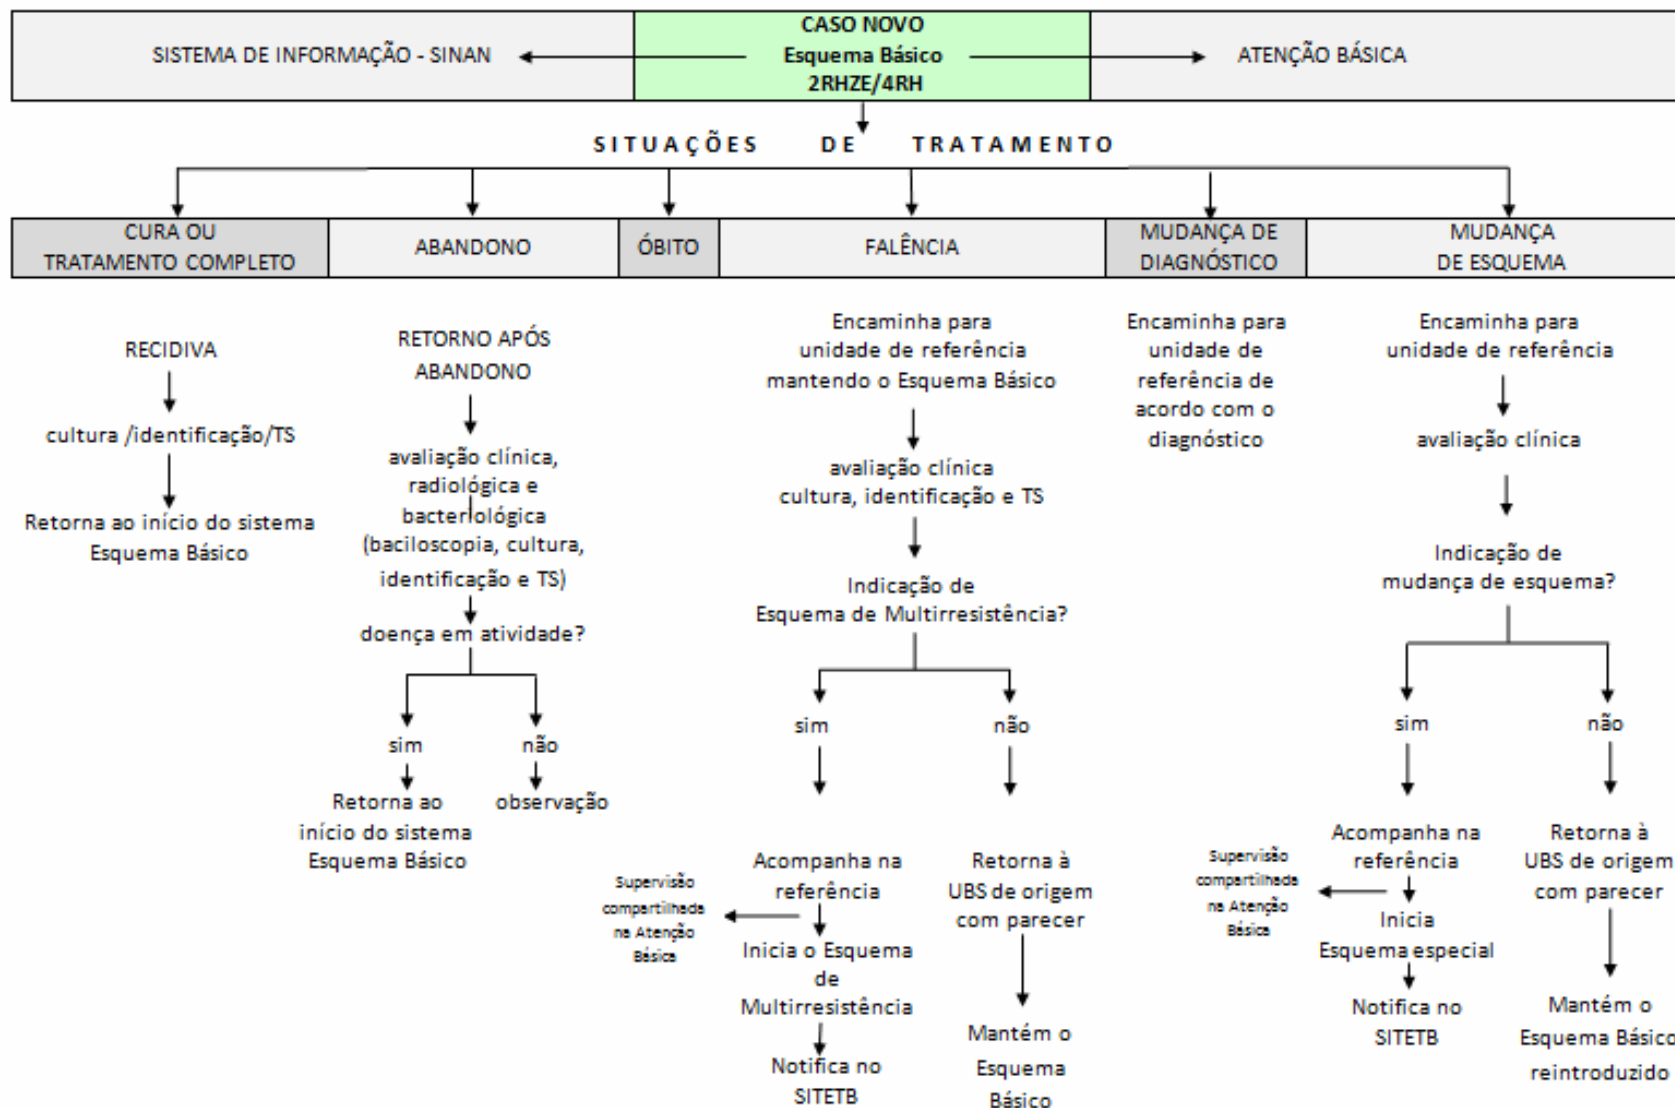 CASO NOVO
Esquema Básico
2RHZE/4RH
SISTEMA DE INFORMAÇÃO - SINAN
ATENÇÃO BÁSICA
SITUAÇÕES DE TRATAMENTO
CURA OU
TRATAMENTO COMPLETO
ABANDONO
ÓBITO
FALÊNCIA
MUDANÇA DE
DIAGNÓSTICO
MUDANÇA
DE ESQUEMA
RECIDIVA
cultura /identificação/TS
Retorna ao início do sistema
Esquema Básico
RETORNO APÓS
ABANDONO
avaliação clínica,
radiológica e
bacteriológica
(baciloscopia, cultura,
identificação e TS)
doença em atividade?
sim
não
Retorna ao
início do sistema
Esquema Básico
observação
Encaminha para
unidade de referência
mantendo o Esquema Básico
avaliação clínica
cultura, identificação e TS
Indicação de
Esquema de Multirresistência?
sim
não
Acompanha na
referência
Supervisão
compartilhada
na Atenção
Básica
Inicia o Esquema
de
Multirresistência
Notifica no
SITETB
Retorna à
UBS de origem
com parecer
Mantém o
Esquema
Básico
Encaminha para
unidade de
referência de
acordo com o
diagnóstico
Encaminha para
unidade de referência
avaliação clínica
Indicação de
mudança de esquema?
sim
não
Acompanha na
referência
Supervisão
compartilhada
na Atenção
Básica
Inicia
Esquema especial
Notifica no
SITETB
Retorna à
UBS de origem
com parecer
Mantém o
Esquema Básico
reintroduzido